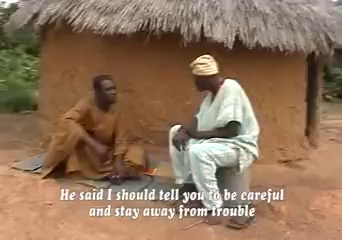 He said I should tell you to be careful
and stay away from trouble